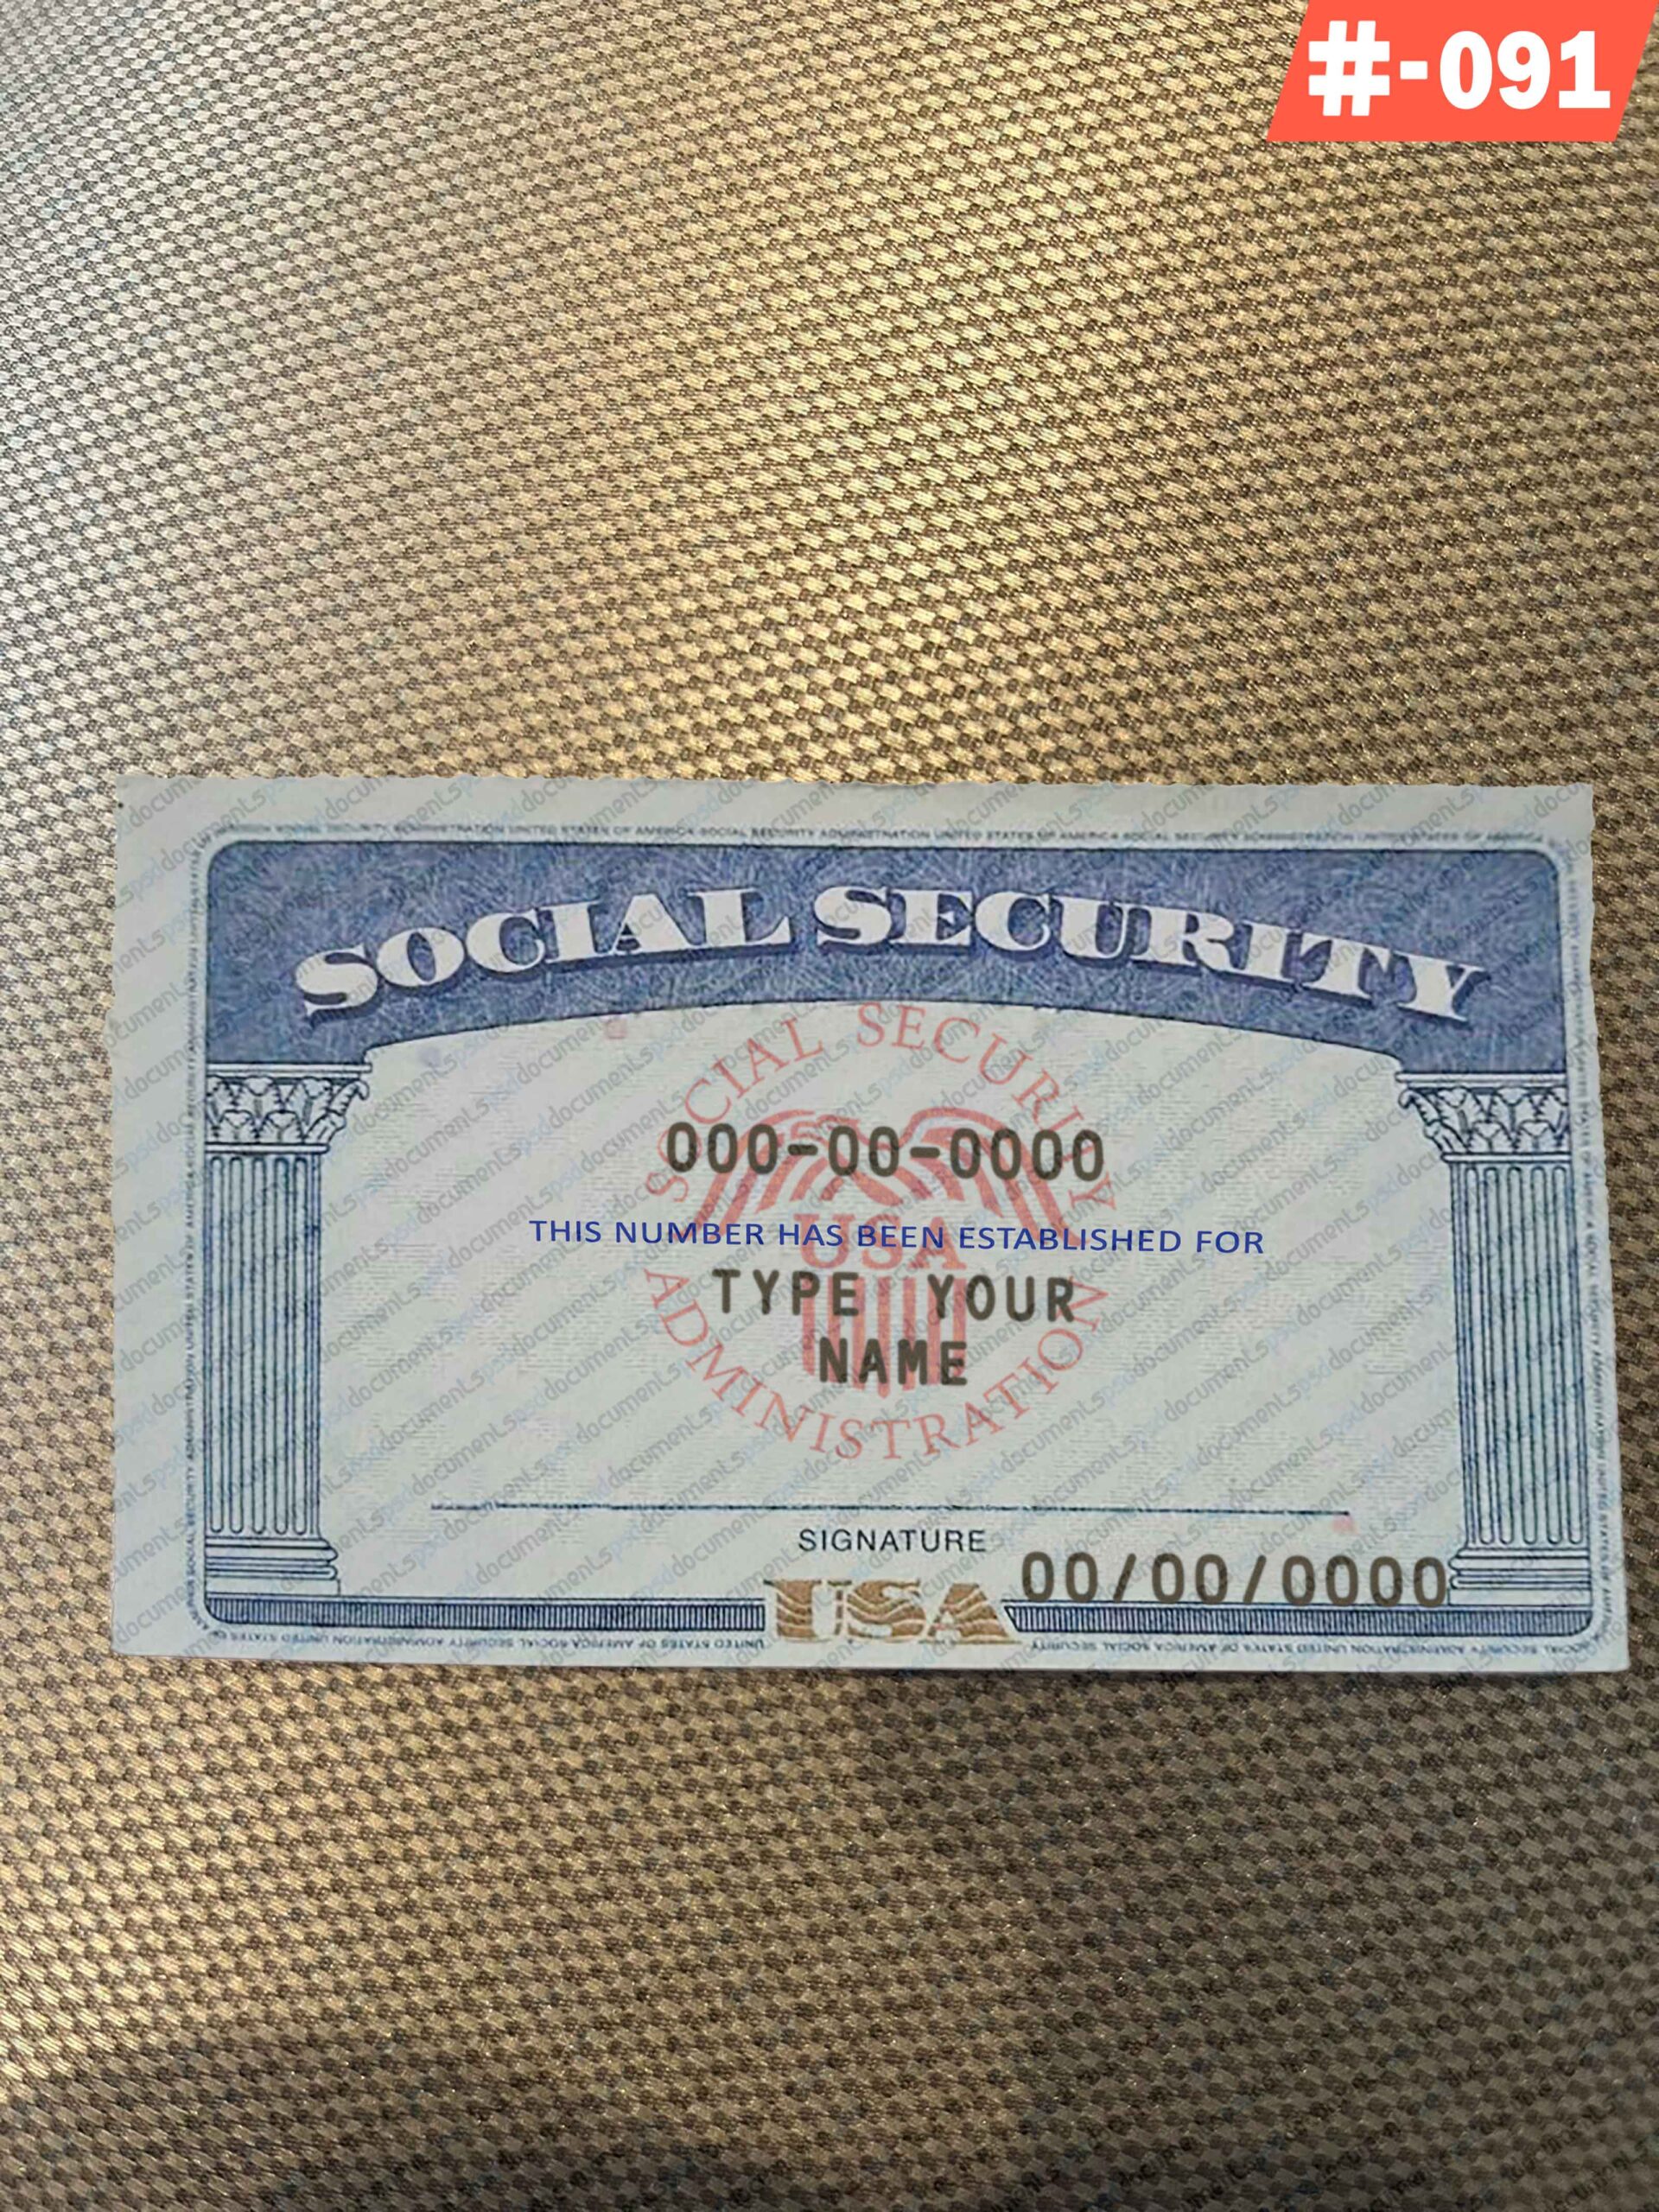 #-091
SOCIAL SECURITY
SOCIAL SECURITY
000-00-0000
USA
THIS NUMBER HAS BEEN ESTABLISHED FOR
TYPE YOUR
NAME
ADMINISTRATION
SIGNATURE
00/00/0000
USA